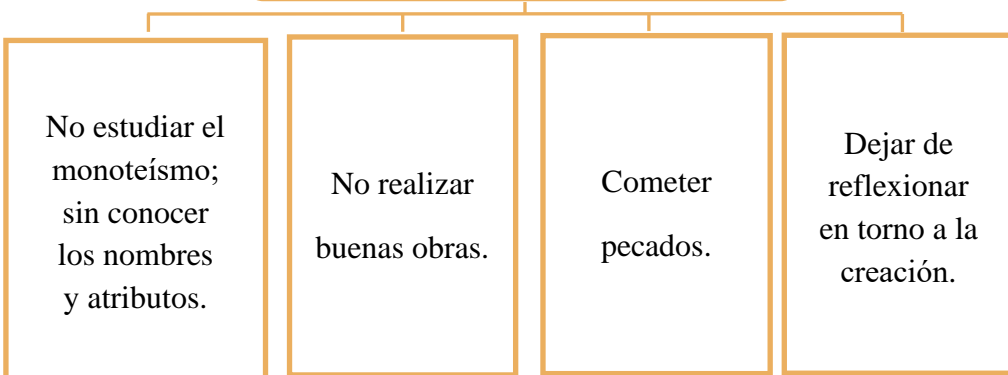 No estudiar el
monoteísmo;
sin conocer
los nombres
y atributos.
No realizar
buenas obras.
Cometer
pecados.
Dejar de
reflexionar
en torno a la
creación.